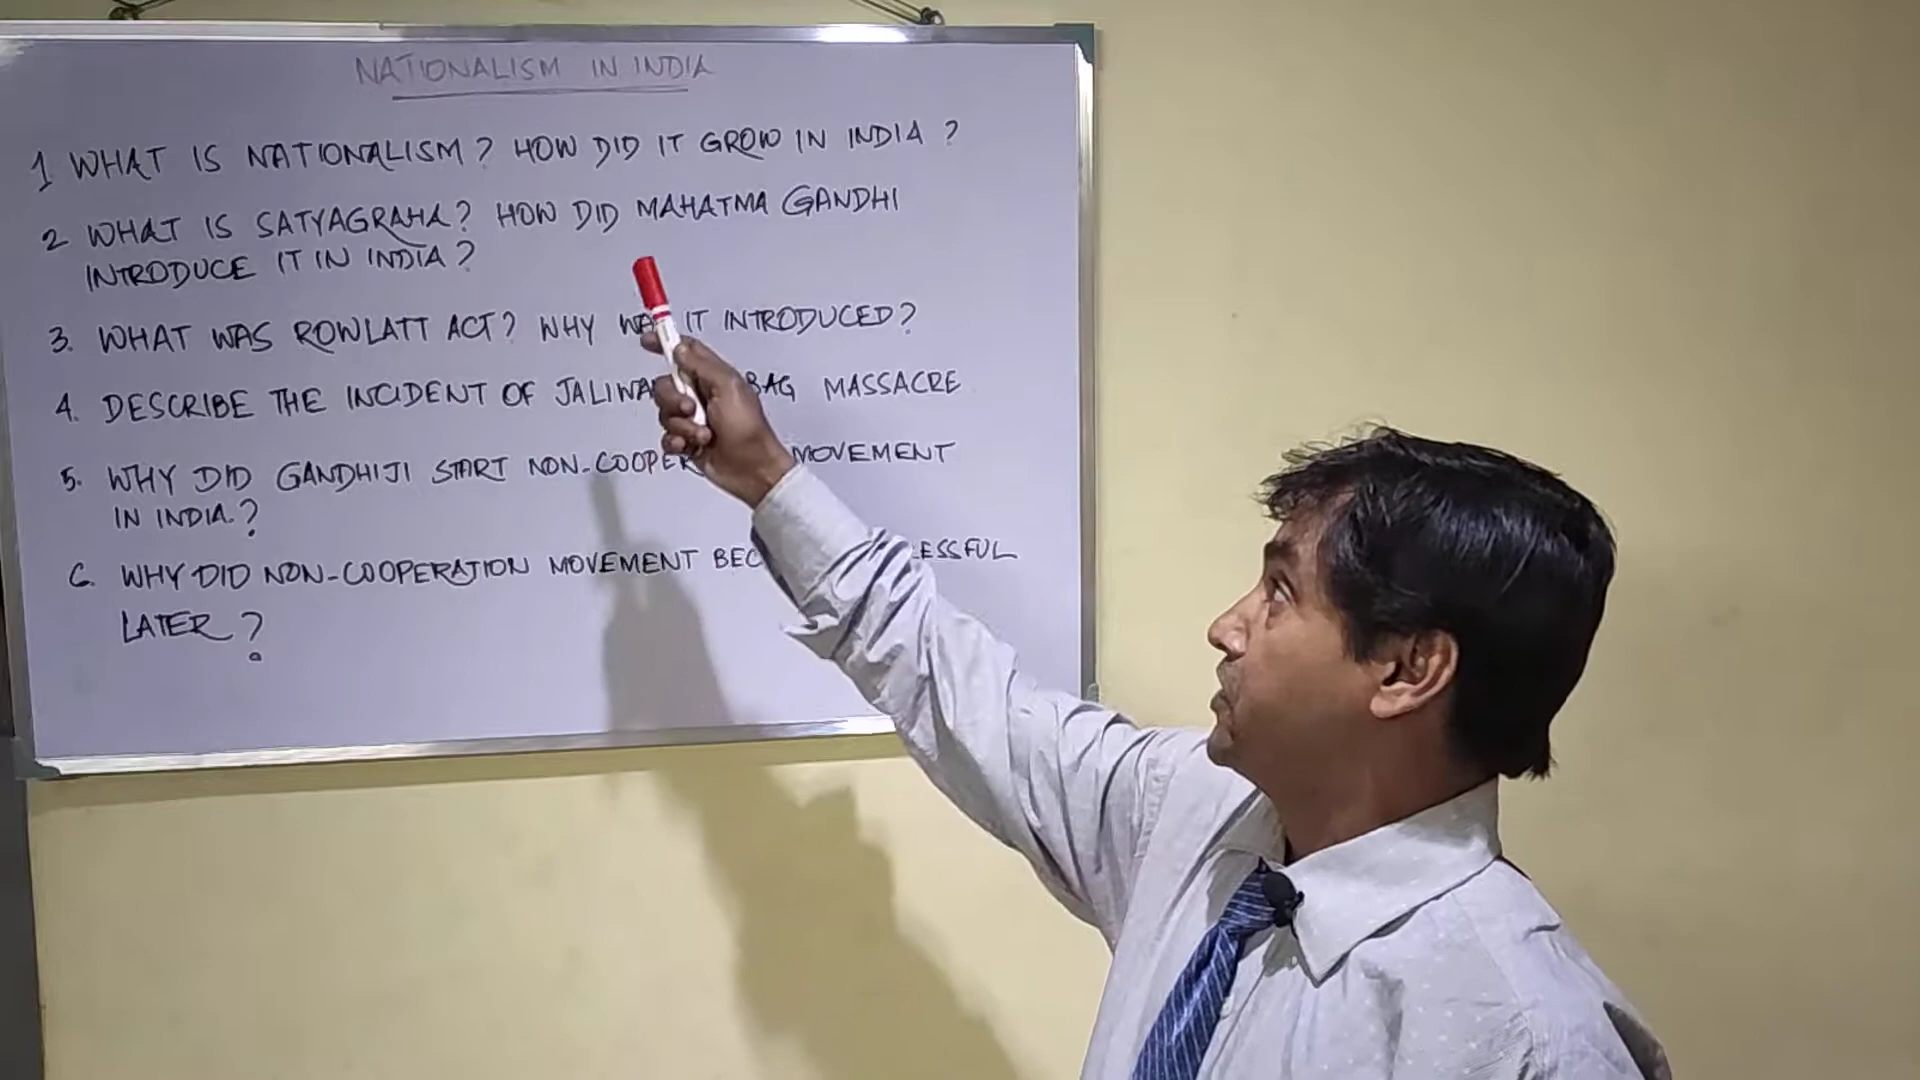 NATIONALISM IN INDIA
1 WHAT IS NATIONALISM? HOW DID IT GROW IN INDIA ?
2 WHAT IS SATYAGRAHA? HOW DID MAHATMA GANDHI
INTRODUCE IT IN INDIA ?
3. WHAT WAS ROWLATT ACT? WHY WAS IT INTRODUCED?
4. DESCRIBE THE INCIDENT OF BAG MASSACRE
5. WHY DID GANDHIJI START MOVEMENT
IN INDIA.?
6. WHY DID NON-COOPERATION MOVEMENT
LATER ?